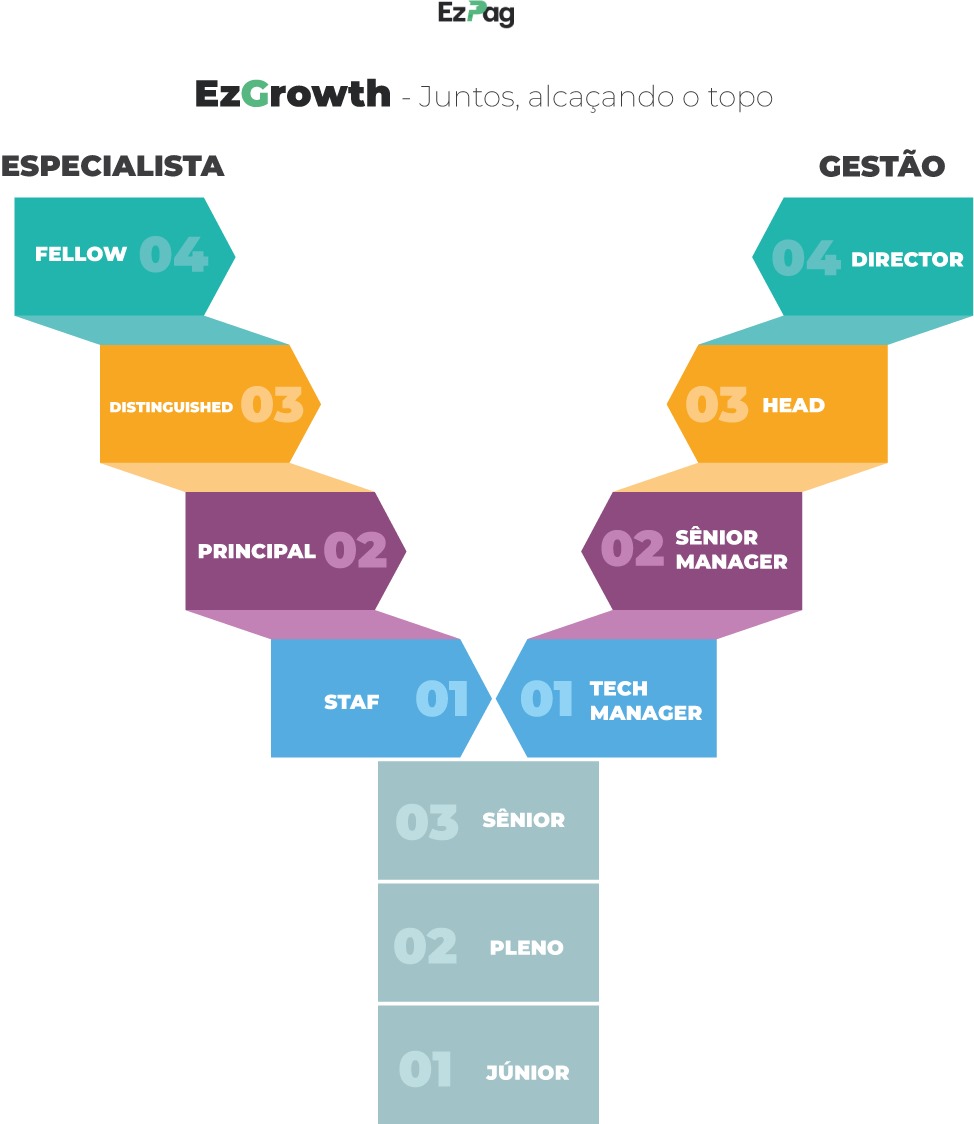 EzPag
EzGrowth - Juntos, alcaçando o topo
ESPECIALISTA
GESTÃO
FELLOW 04
04 DIRECTOR
DISTINGUISHED 03
03 HEAD
PRINCIPAL 02
02 SÊNIOR
MANAGER
STAF 01
01 TECH
MANAGER
03 SÊNIOR
02 PLENO
01 JÚNIOR